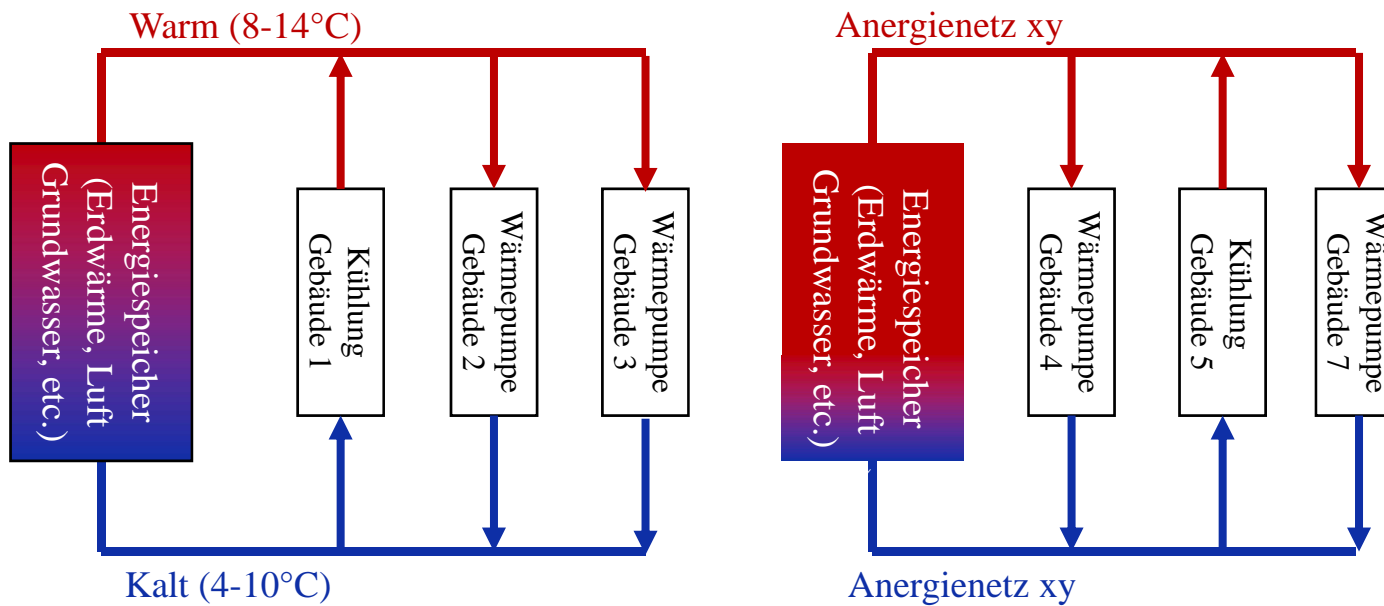 Warm (8-14°C)
Energiespeicher
(Erdwärme, Luft
Grundwasser, etc.)
Kühlung
Gebäude 1
Wärmepumpe
Gebäude 2
Wärmepumpe
Gebäude 3
Kalt (4-10°C)
Anergienetz xy
Energiespeicher
(Erdwärme, Luft
Grundwasser, etc.)
Wärmepumpe
Gebäude 4
Kühlung
Gebäude 5
Wärmepumpe
Gebäude 7
Anergienetz xy